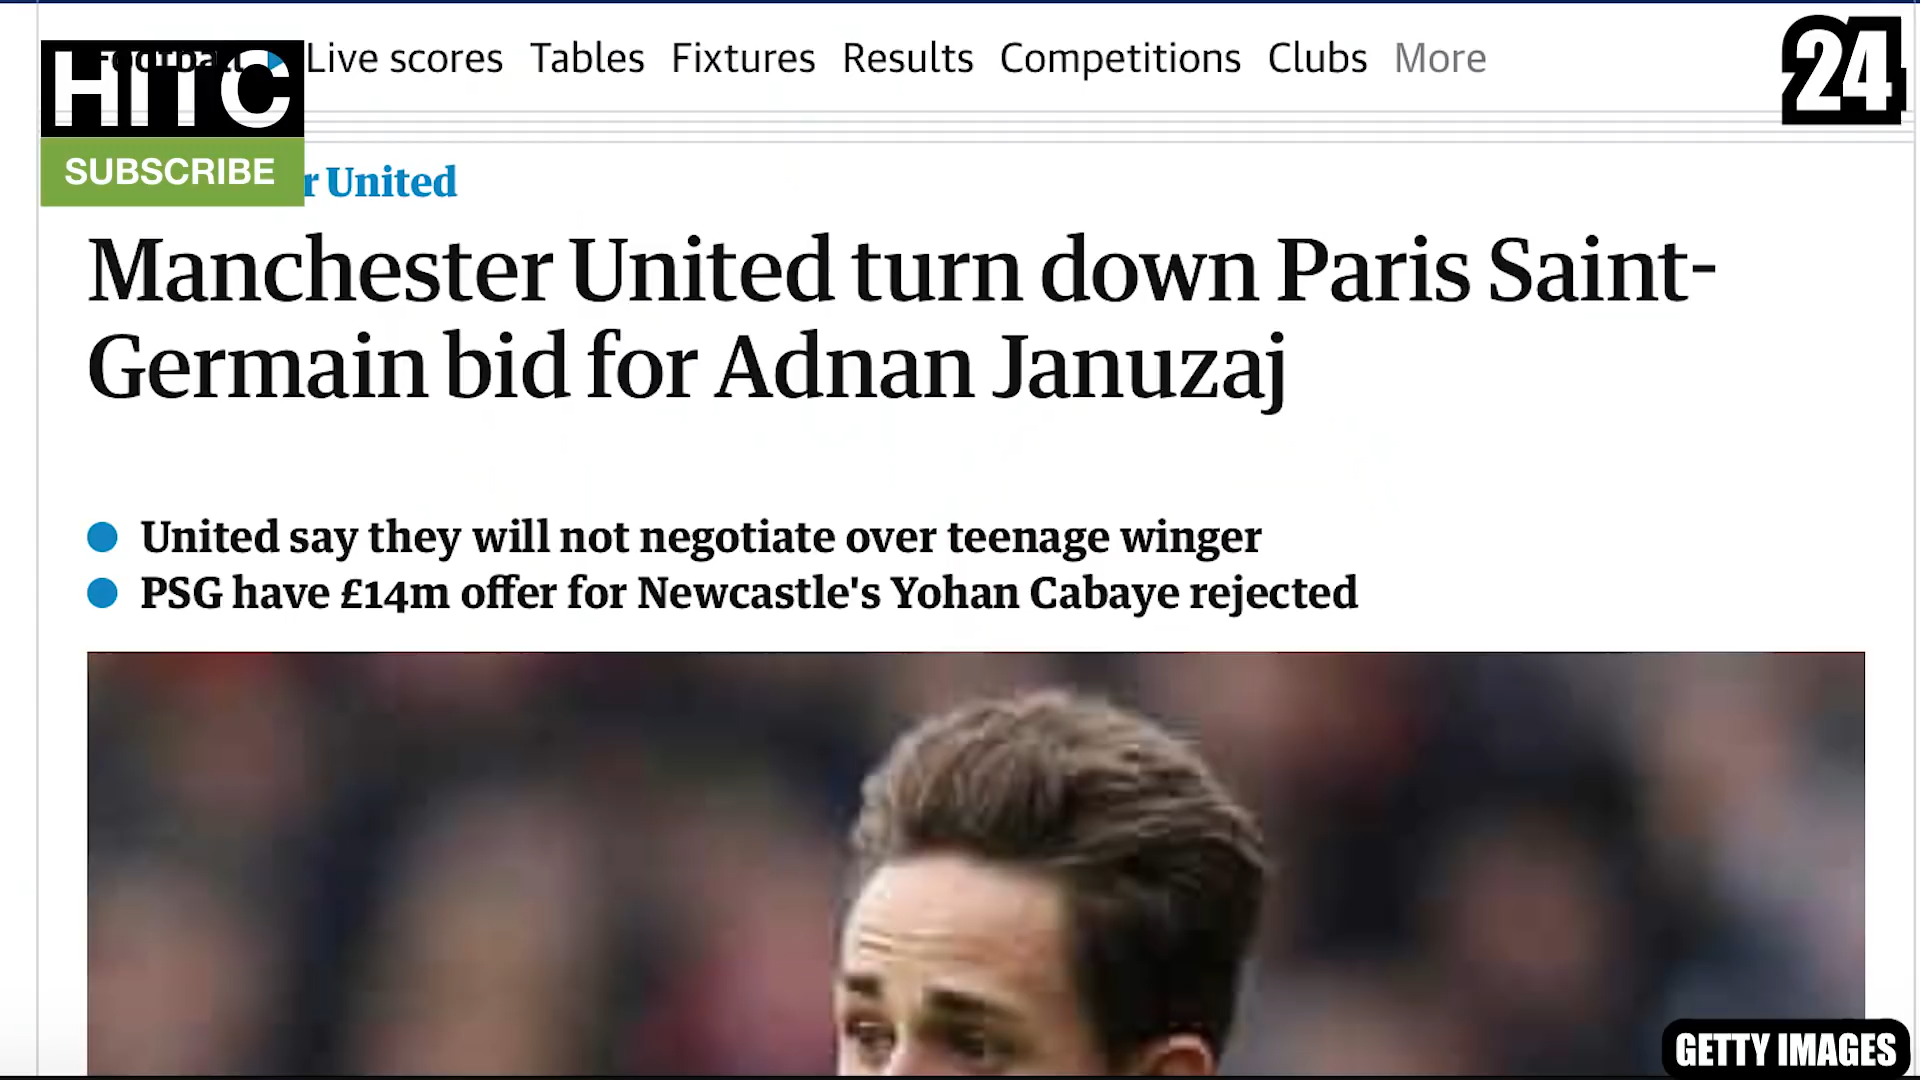 Football
Live scores Tables Fixtures Results Competitions Clubs More
HITC
24
SUBSCRIBE
r United
Manchester United turn down Paris Saint-
Germain bid for Adnan Januzaj
United say they will not negotiate over teenage winger
PSG have £14m offer for Newcastle's Yohan Cabaye rejected
GETTY IMAGES